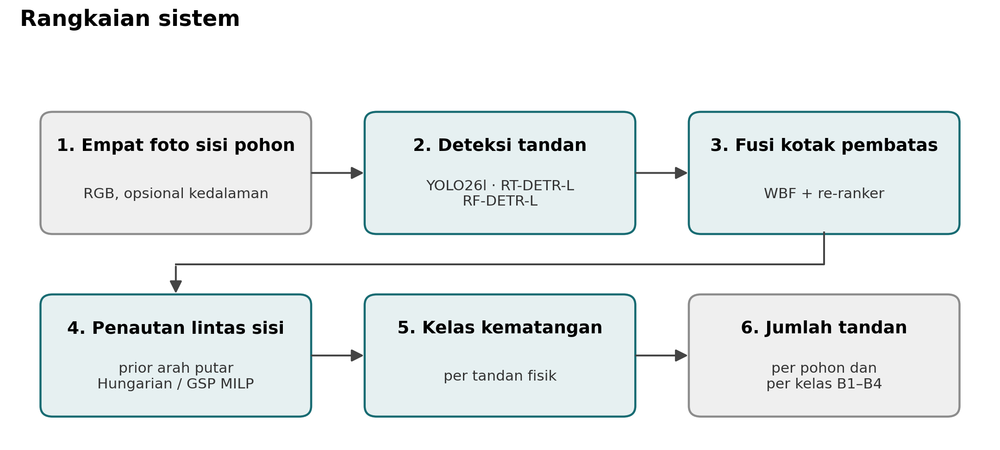 Rangkaian sistem
1. Empat foto sisi pohon
RGB, opsional kedalaman
2. Deteksi tandan
YOLO26l · RT-DETR-L
RF-DETR-L
3. Fusi kotak pembatas
WBF + re-ranker
4. Penautan lintas sisi
prior arah putar
Hungarian / GSP MILP
5. Kelas kematangan
per tandan fisik
6. Jumlah tandan
per pohon dan
per kelas B1–B4